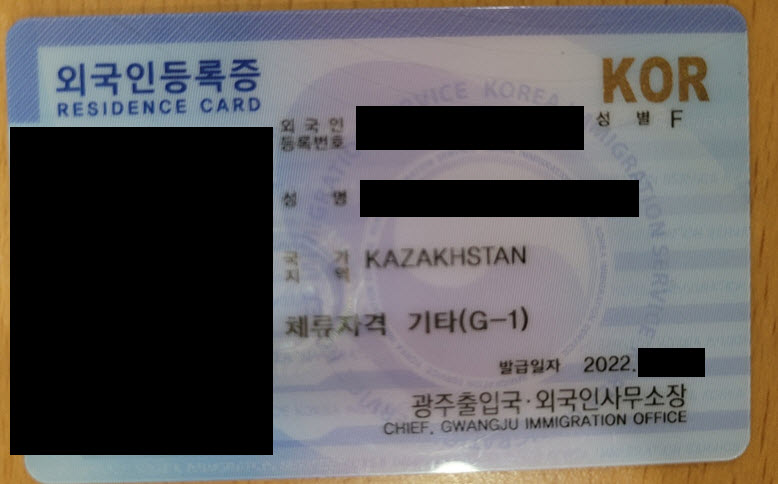 외국인등록증
RESIDENCE CARD
KOR
외국인
등록번호
성 별 F
성 명
국 가
지 역
KAZAKHSTAN
체류자격 기타(G-1)
발급일자 2022.
광주출입국·외국인사무소장
CHIEF, GWANGJU IMMIGRATION OFFICE